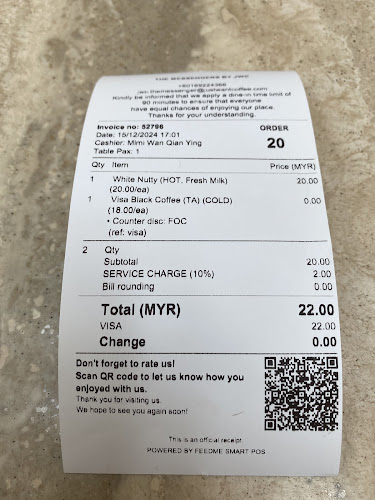 THE MESSENGERS BY JWC
+60189224366
Kindly be informed that we apply a dine-in time limit of
90 minutes to ensure that everyone
have equal chances of enjoying our place.
Thanks for your understanding.
Invoice no: 52796
Date: 15/12/2024 17:01
Cashier: Mimi Wan Qian Ying
Table Pax: 1
ORDER
20
Qty Item Price (MYR)
1 White Nutty (HOT, Fresh Milk) 20.00
(20.00/ea)
1 Visa Black Coffee (TA) (COLD) 0.00
(18.00/ea)
• Counter disc: FOC
(ref: visa)
2 Qty
Subtotal 20.00
SERVICE CHARGE (10%) 2.00
Bill rounding 0.00
Total (MYR) 22.00
VISA 22.00
Change 0.00
Don't forget to rate us!
Scan QR code to let us know how you
enjoyed with us.
Thank you for visiting us.
We hope to see you again soon!
This is an official receipt.
POWERED BY FEEDME SMART POS